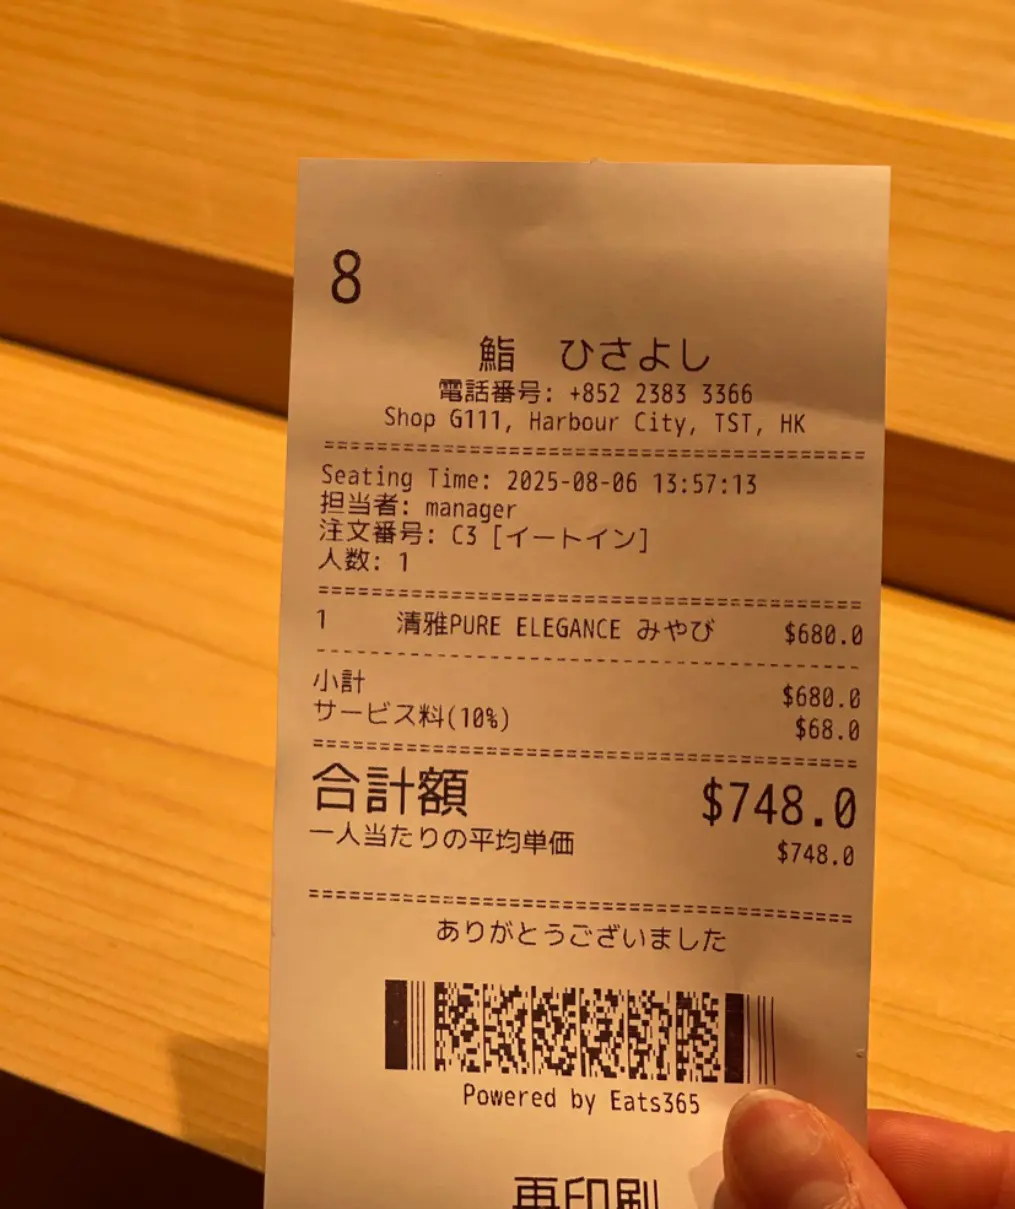 8
鮨 ひさよし
電話番号: +852 2383 3366
Shop G111, Harbour City, TST, HK
Seating Time: 2025-08-06 13:57:13
担当者: manager
注文番号: C3 [イートイン]
人数: 1
1 清雅PURE ELEGANCE みやび $680.0
小計 $680.0
サービス料(10%) $68.0
合計額 $748.0
一人当たりの平均単価 $748.0
ありがとうございました
Powered by Eats365
再印刷